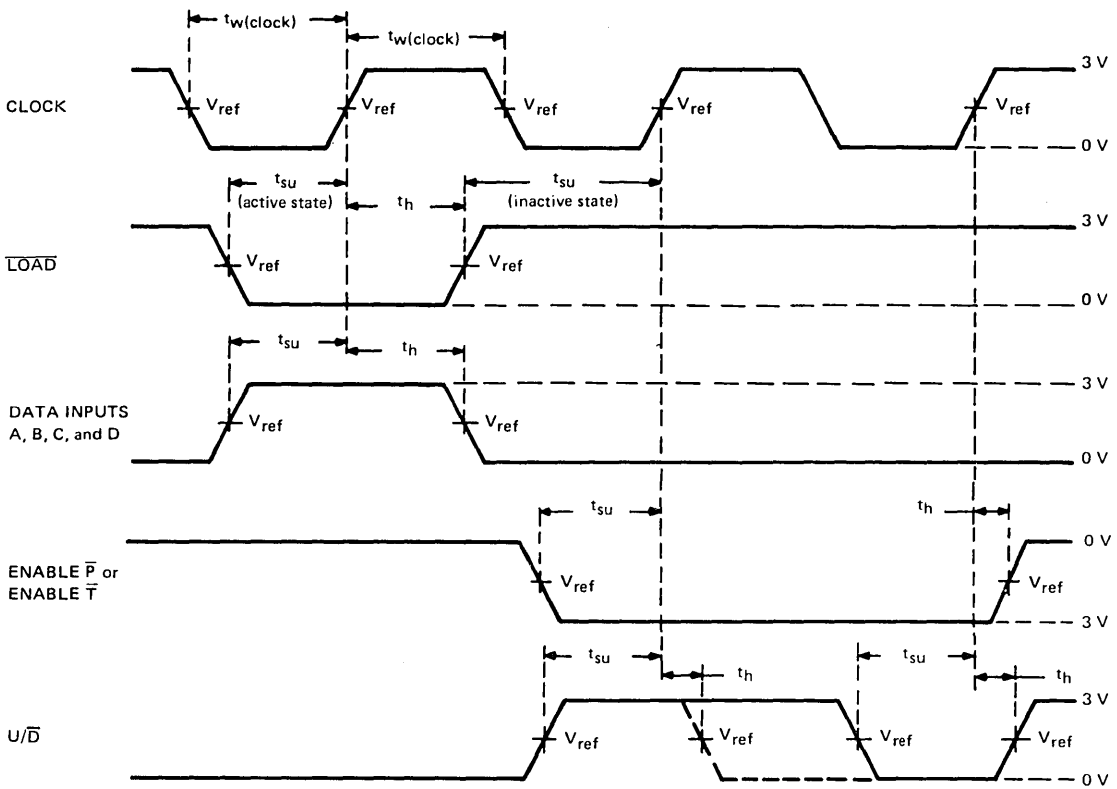 tw(clock)
tw(clock)
3 V
CLOCK
Vref Vref Vref Vref Vref
0 V
tsu
(active state)
th
tsu
(inactive state)
3 V
LOAD
Vref Vref
0 V
tsu th
3 V
DATA INPUTS
A, B, C, and D
Vref Vref
0 V
tsu th
0 V
ENABLE P̅ or
ENABLE T̅
Vref Vref
3 V
tsu th tsu th
3 V
U/D̅
Vref Vref Vref Vref
0 V